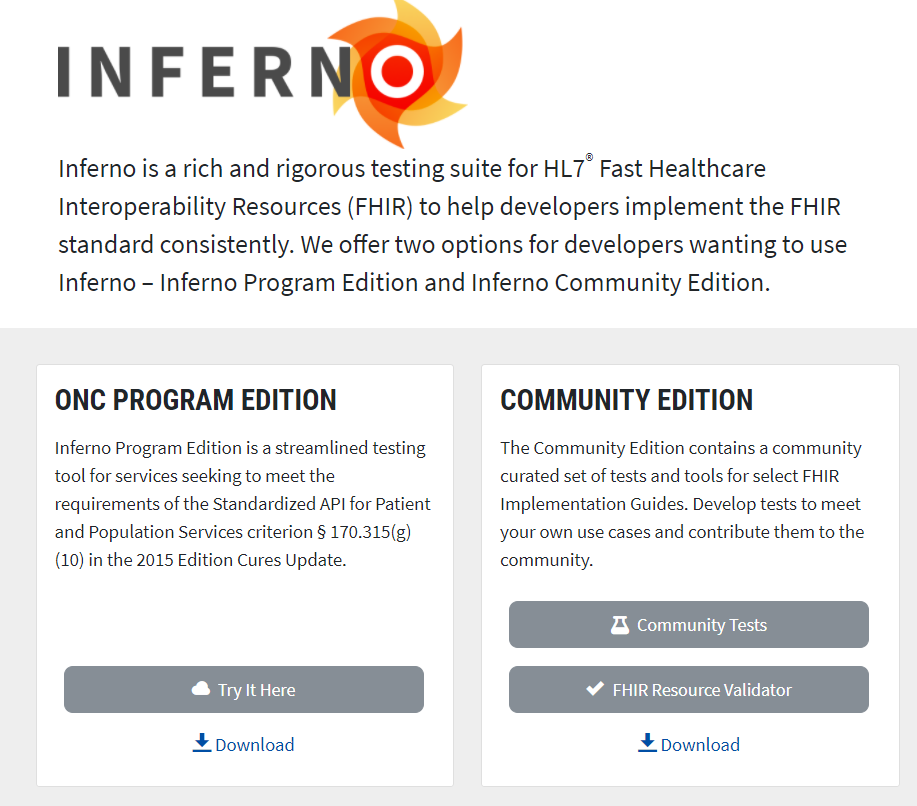 INFERNO
Inferno is a rich and rigorous testing suite for HL7® Fast Healthcare
Interoperability Resources (FHIR) to help developers implement the FHIR
standard consistently. We offer two options for developers wanting to use
Inferno – Inferno Program Edition and Inferno Community Edition.
ONC PROGRAM EDITION
Inferno Program Edition is a streamlined testing
tool for services seeking to meet the
requirements of the Standardized API for Patient
and Population Services criterion § 170.315(g)
(10) in the 2015 Edition Cures Update.
Try It Here
Download
COMMUNITY EDITION
The Community Edition contains a community
curated set of tests and tools for select FHIR
Implementation Guides. Develop tests to meet
your own use cases and contribute them to the
community.
Community Tests
FHIR Resource Validator
Download